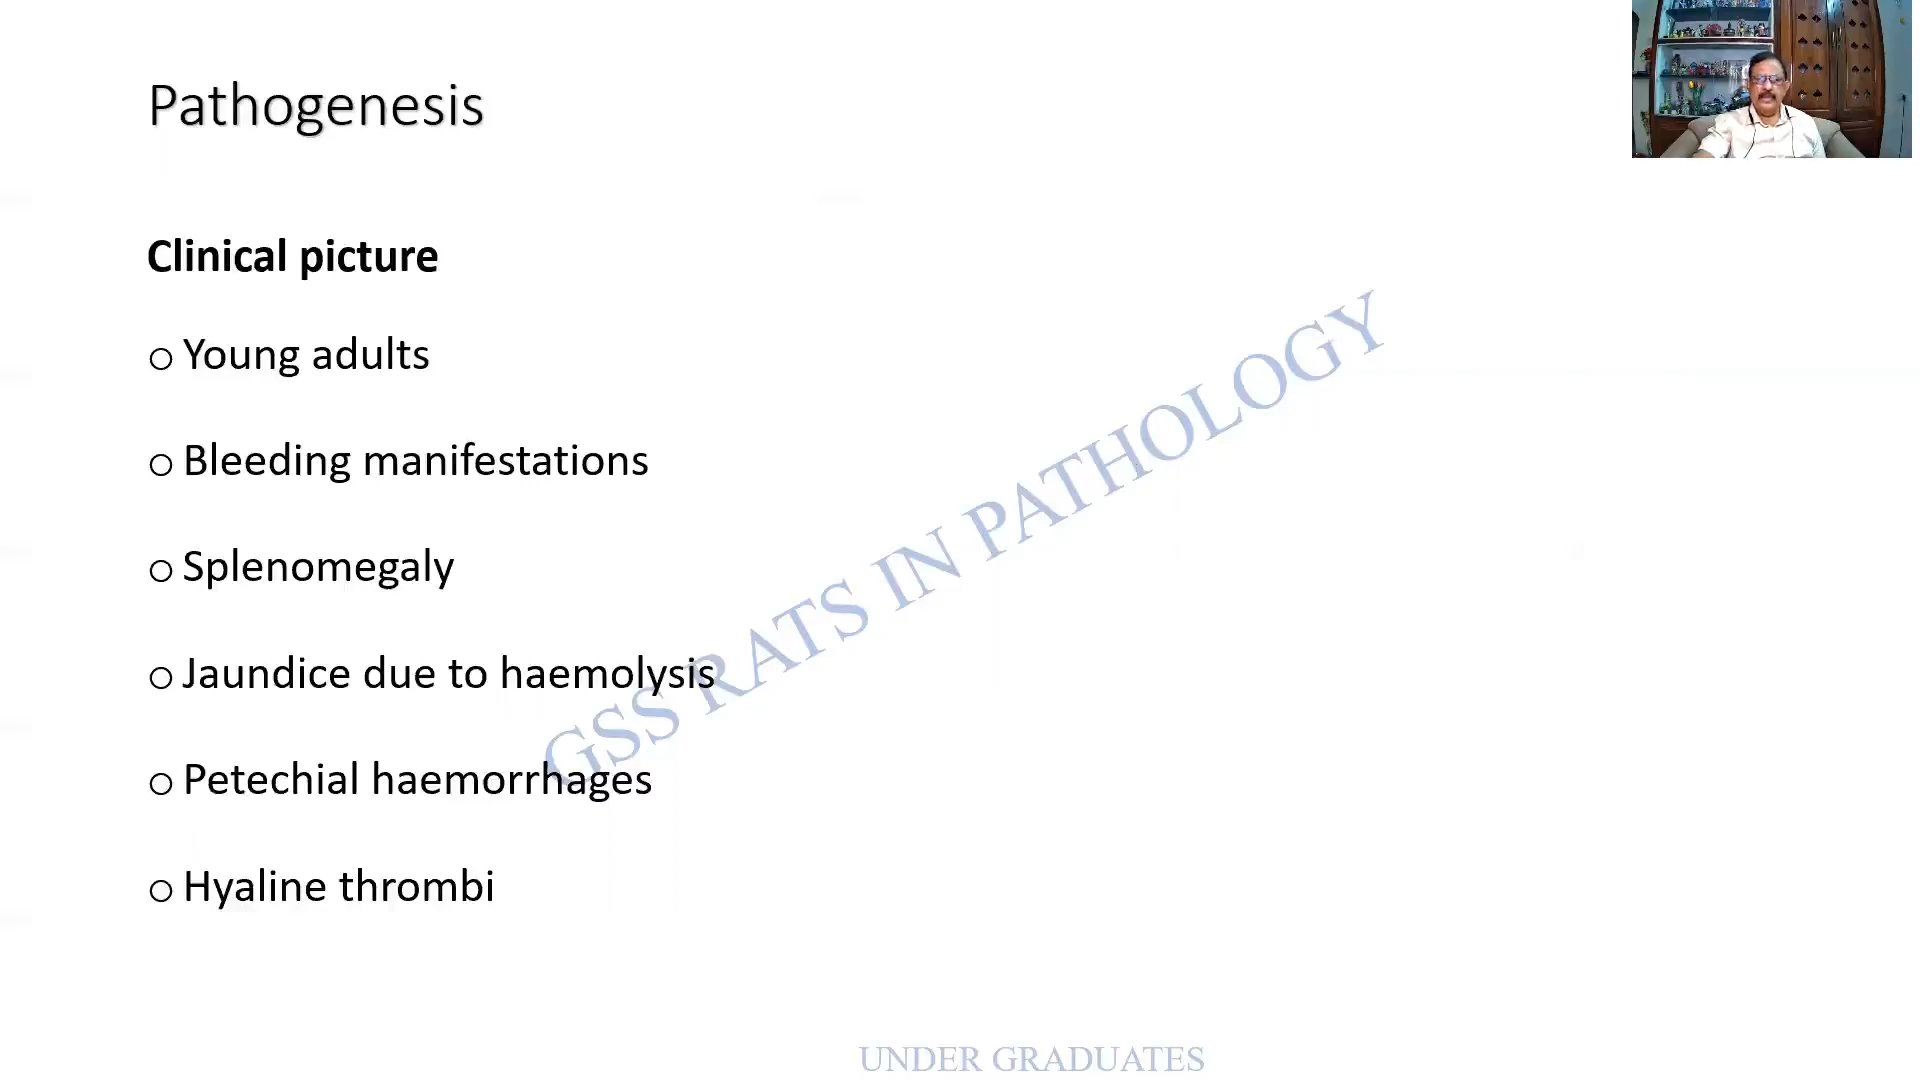 Pathogenesis
Clinical picture
o Young adults
o Bleeding manifestations
o Splenomegaly
o Jaundice due to haemolysis
o Petechial haemorrhages
o Hyaline thrombi
GSS RATS IN PATHOLOGY
UNDER GRADUATES